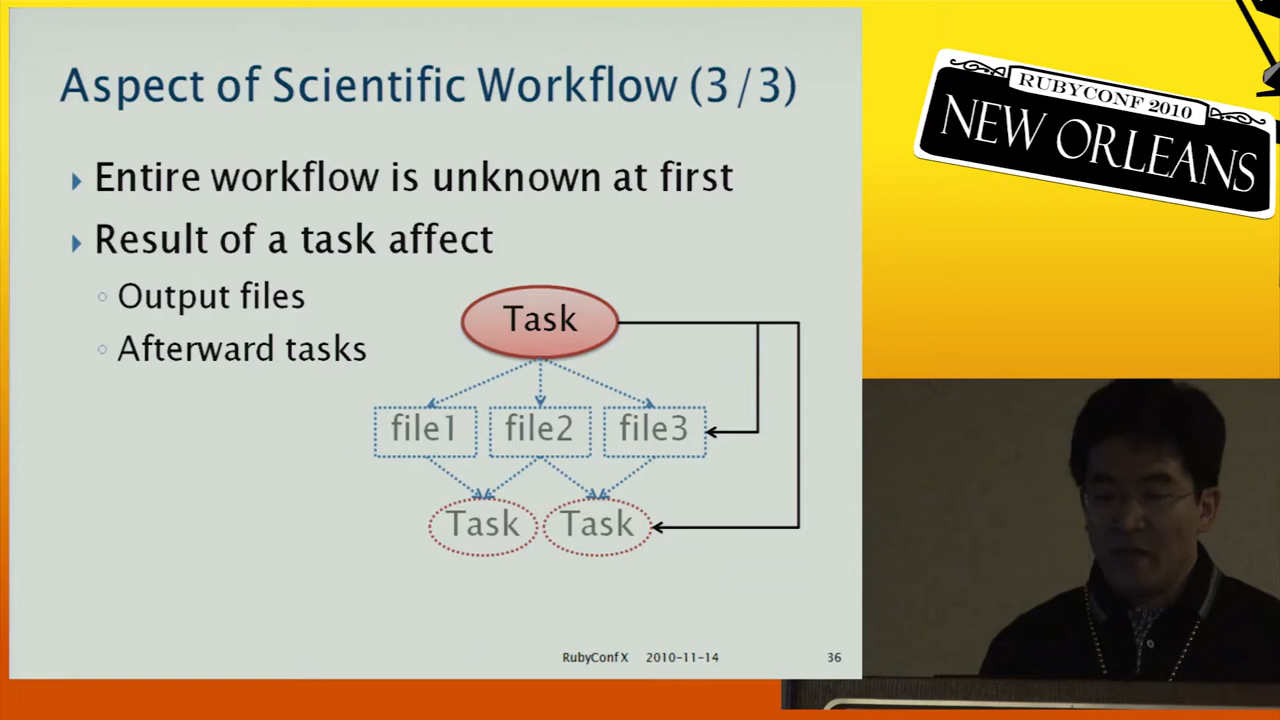 Aspect of Scientific Workflow (3/3)
Entire workflow is unknown at first
Result of a task affect
Output files
Afterward tasks
Task
file1 file2 file3
Task Task
RubyConf X 2010-11-14 36
RUBYCONF 2010
NEW ORLEANS